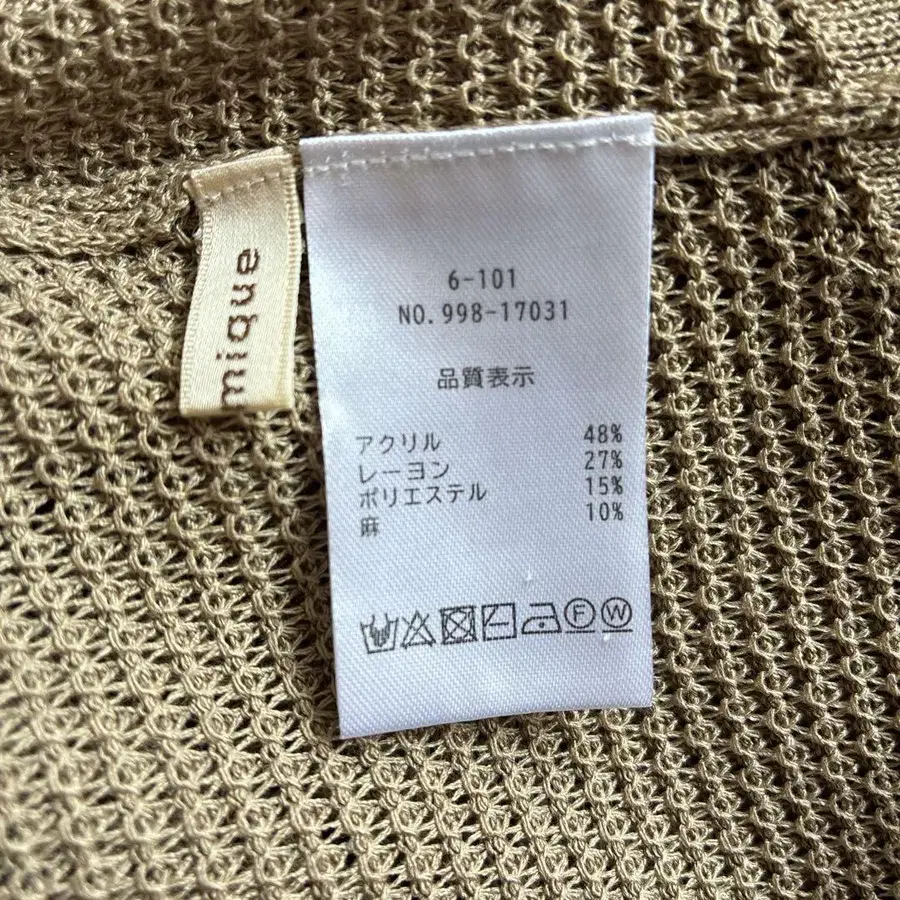 mique
6-101
NO.998-17031
品質表示
アクリル 48%
レーヨン 27%
ポリエステル 15%
麻 10%
F W